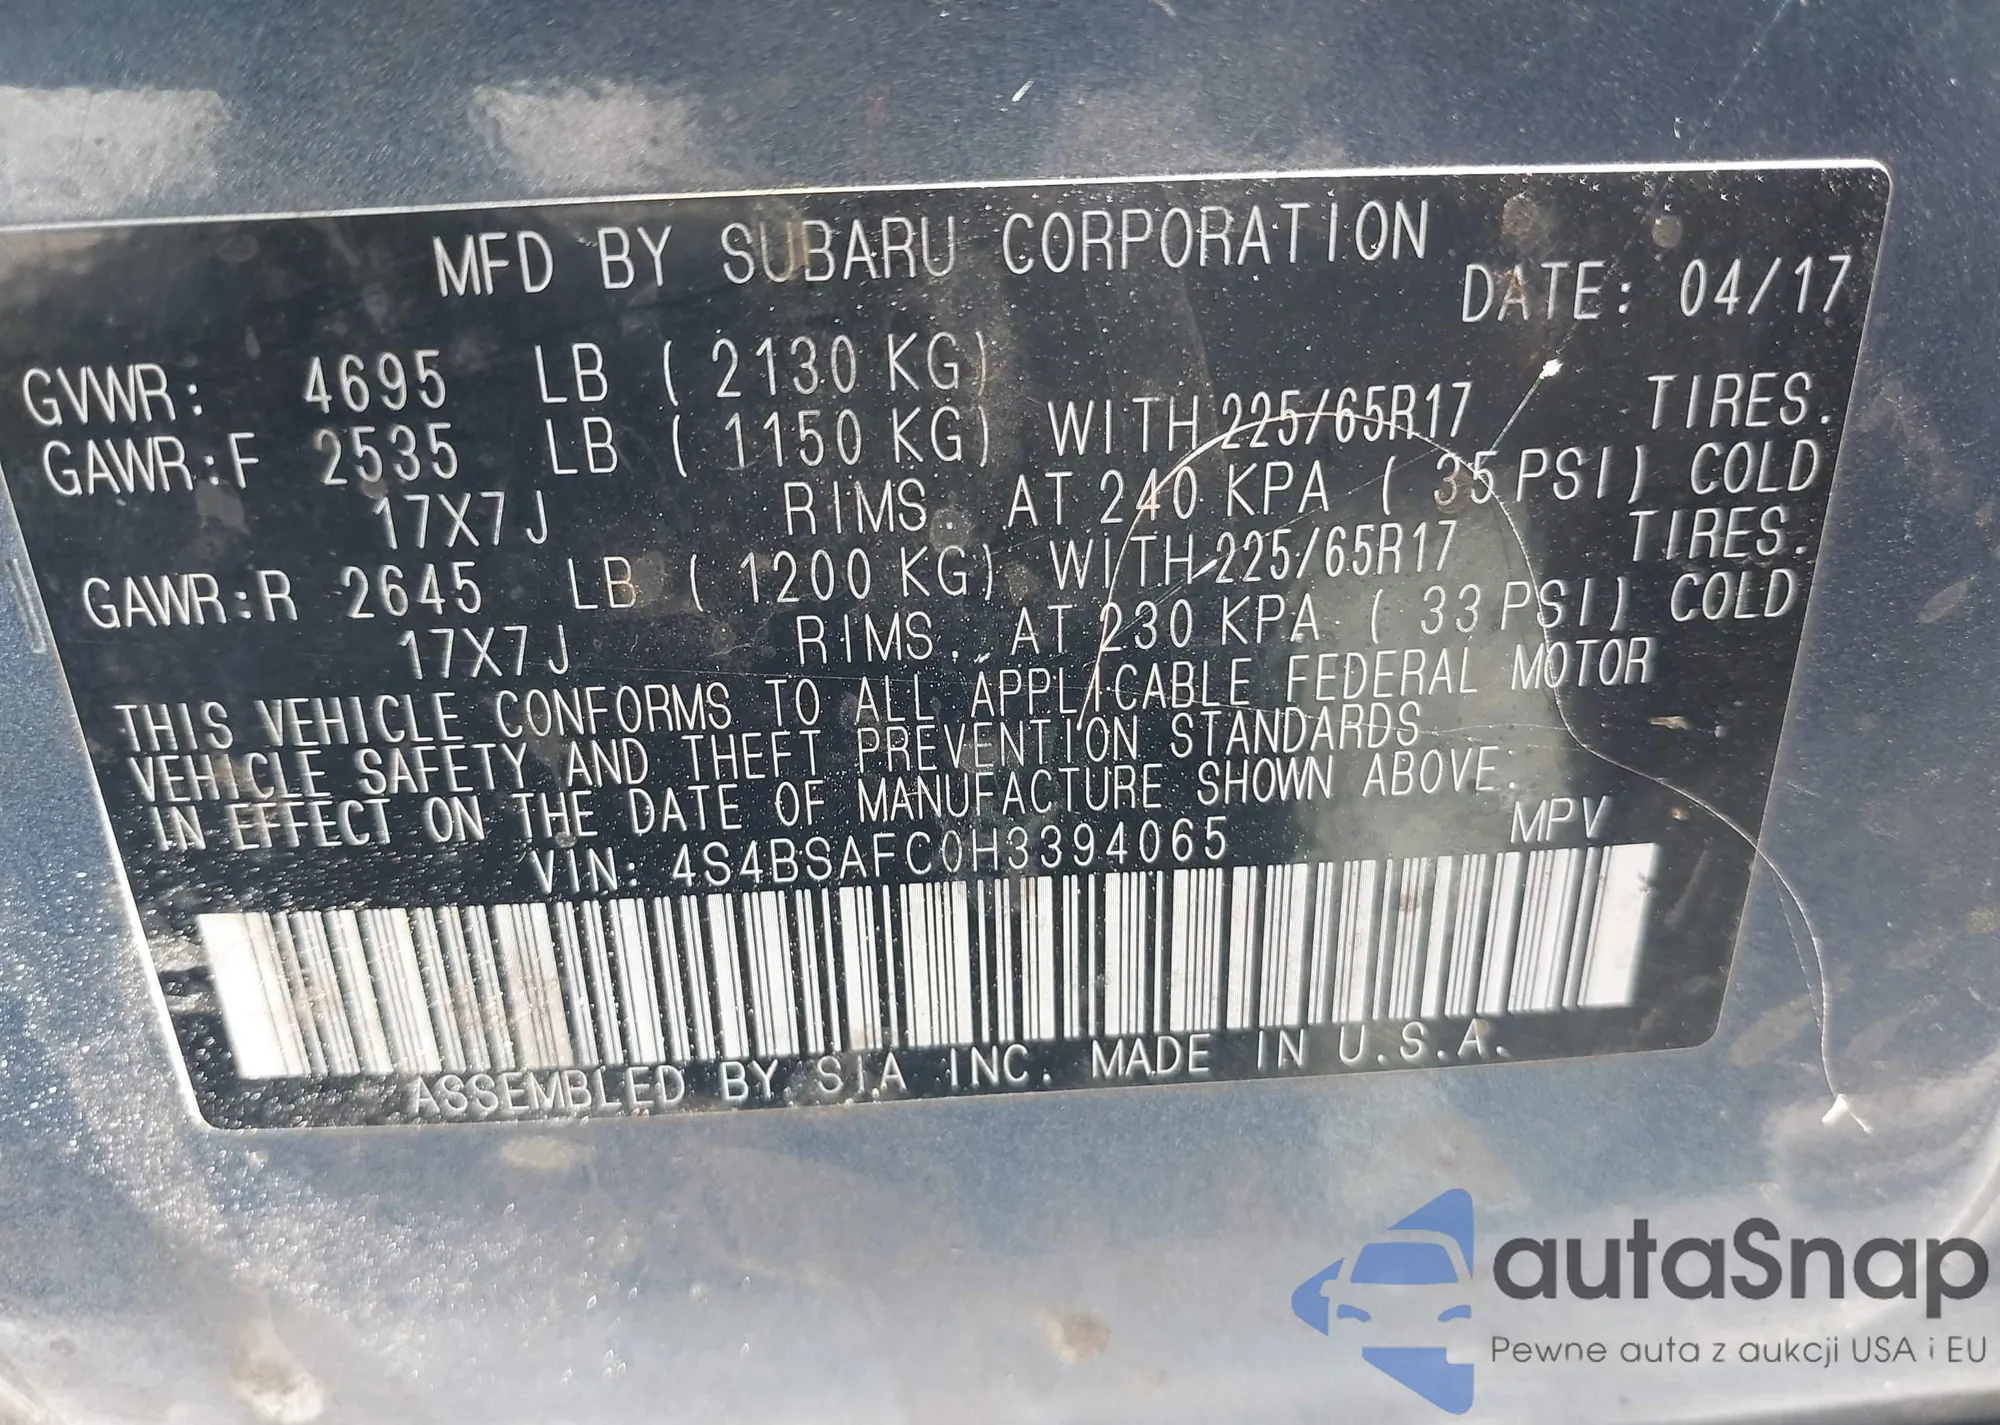 MFD BY SUBARU CORPORATION
DATE: 04/17
GVWR: 4695 LB ( 2130 KG)
GAWR:F 2535 LB ( 1150 KG) WITH 225/65R17 TIRES.
17X7J RIMS AT 240 KPA ( 35 PSI) COLD
GAWR:R 2645 LB ( 1200 KG) WITH 225/65R17 TIRES.
17X7J RIMS. AT 230 KPA ( 33 PSI) COLD
THIS VEHICLE CONFORMS TO ALL APPLICABLE FEDERAL MOTOR
VEHICLE SAFETY AND THEFT PREVENTION STANDARDS
IN EFFECT ON THE DATE OF MANUFACTURE SHOWN ABOVE.
VIN: 4S4BSAFC0H3394065 MPV
ASSEMBLED BY SIA INC. MADE IN U.S.A.
autaSnap
Pewne auta z aukcji USA i EU